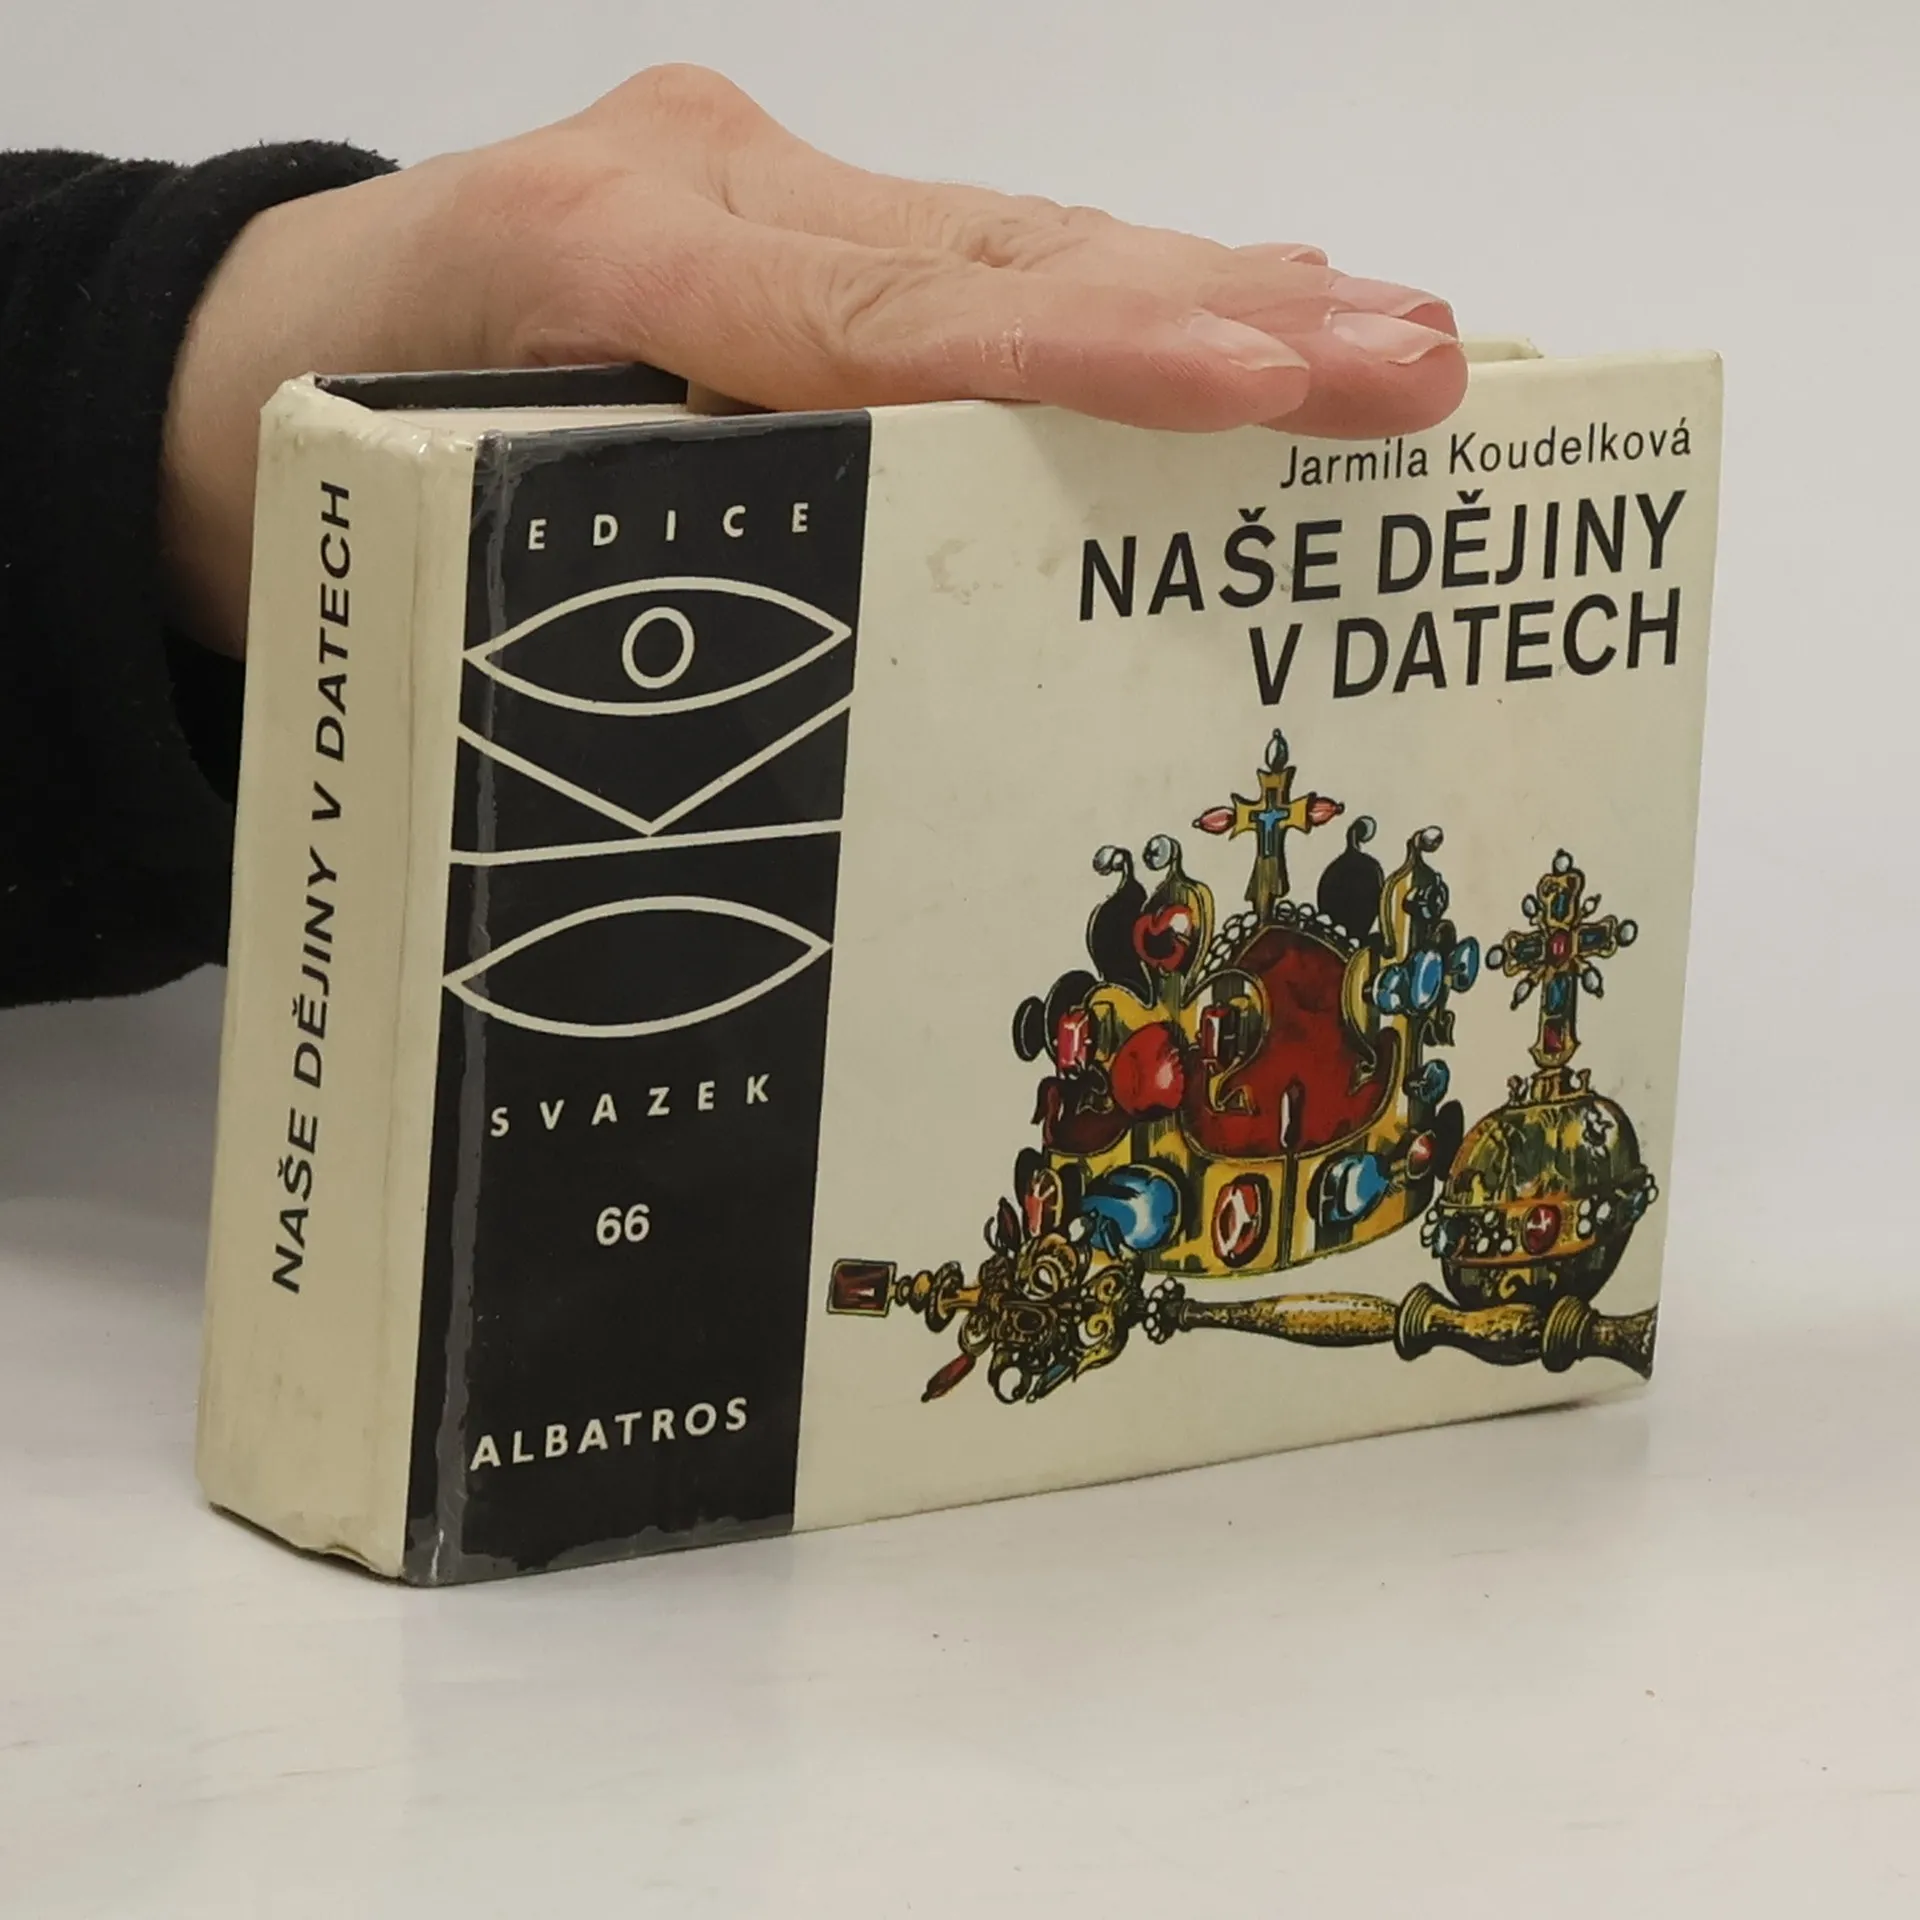 NAŠE DĚJINY V DATECH
EDICE
SVAZEK
66
ALBATROS
Jarmila Koudelková
NAŠE DĚJINY
V DATECH